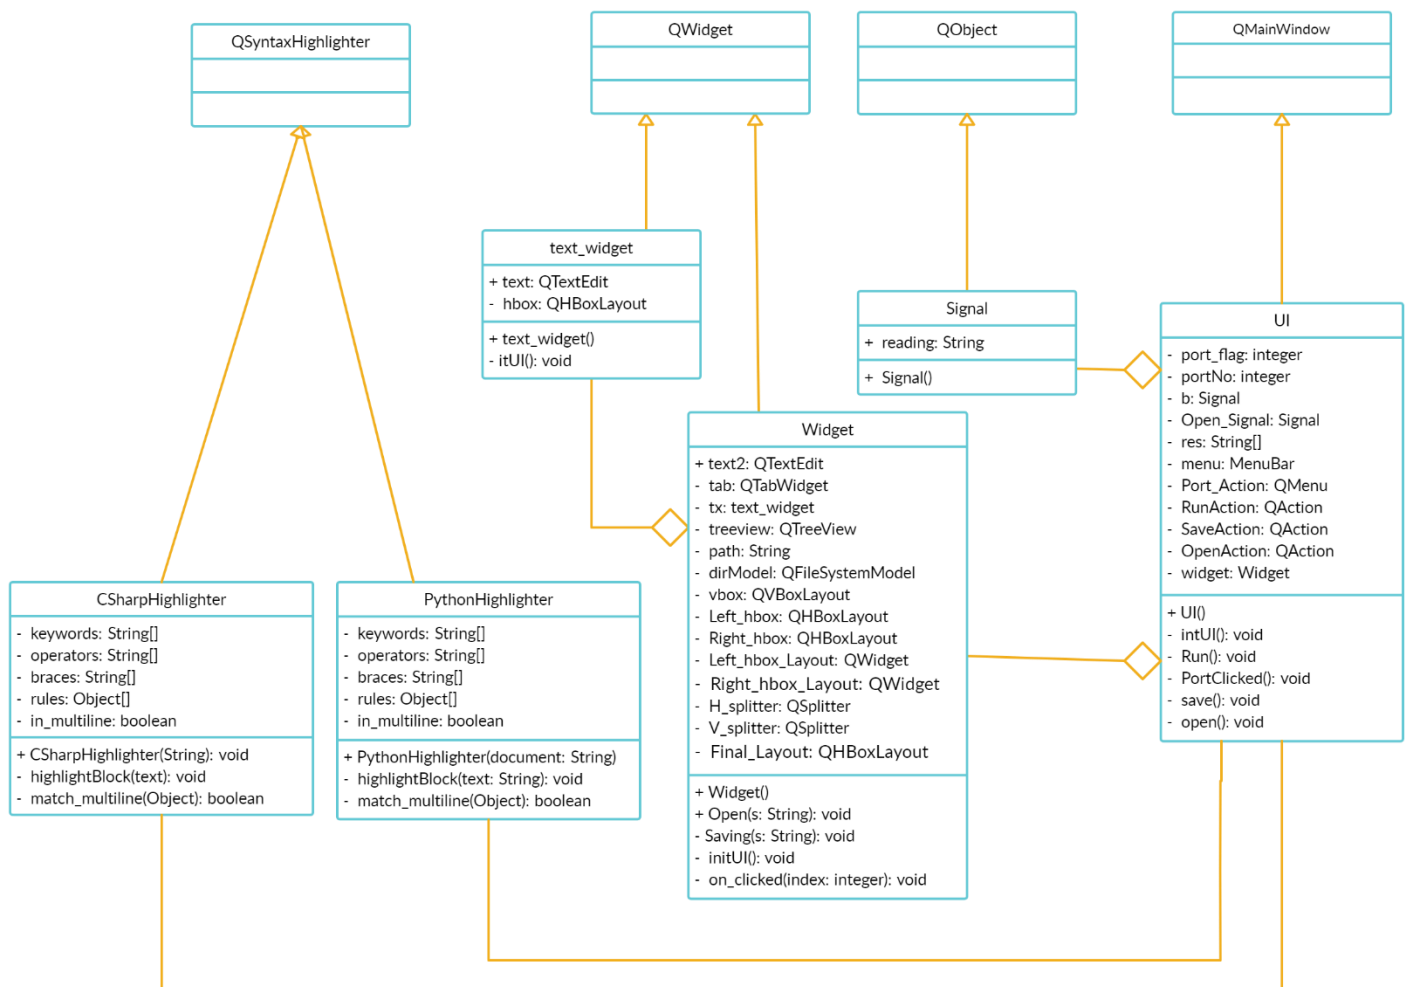 QSyntaxHighlighter
QWidget
QObject
QMainWindow
text_widget
+ text: QTextEdit
- hbox: QHBoxLayout
+ text_widget()
- itUI(): void
Signal
+ reading: String
+ Signal()
UI
- port_flag: integer
- portNo: integer
- b: Signal
- Open_Signal: Signal
- res: String[]
- menu: MenuBar
- Port_Action: QMenu
- RunAction: QAction
- SaveAction: QAction
- OpenAction: QAction
- widget: Widget
+ UI()
- intUI(): void
- Run(): void
- PortClicked(): void
- save(): void
- open(): void
Widget
+ text2: QTextEdit
- tab: QTabWidget
- tx: text_widget
- treeview: QTreeView
- path: String
- dirModel: QFileSystemModel
- vbox: QVBoxLayout
- Left_hbox: QHBoxLayout
- Right_hbox: QHBoxLayout
- Left_hbox_Layout: QWidget
- Right_hbox_Layout: QWidget
- H_splitter: QSplitter
- V_splitter: QSplitter
- Final_Layout: QHBoxLayout
+ Widget()
+ Open(s: String): void
- Saving(s: String): void
- initUI(): void
- on_clicked(index: integer): void
CSharpHighlighter
- keywords: String[]
- operators: String[]
- braces: String[]
- rules: Object[]
- in_multiline: boolean
+ CSharpHighlighter(String): void
- highlightBlock(text): void
- match_multiline(Object): boolean
PythonHighlighter
- keywords: String[]
- operators: String[]
- braces: String[]
- rules: Object[]
- in_multiline: boolean
+ PythonHighlighter(document: String)
- highlightBlock(text: String): void
- match_multiline(Object): boolean